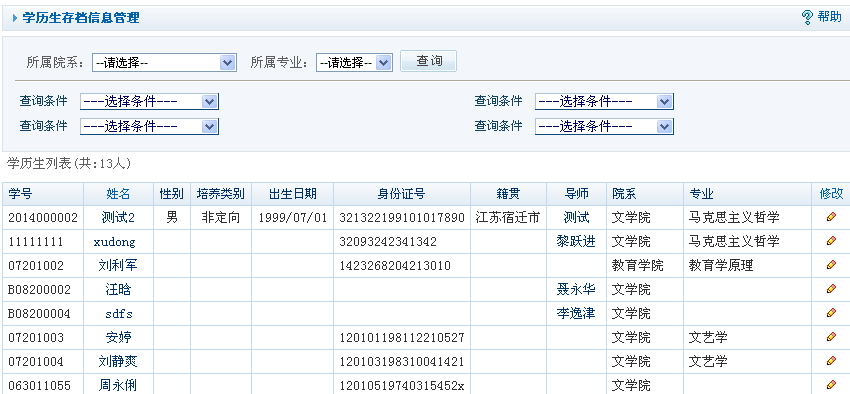 学历生存档信息管理 帮助
所属院系： --请选择-- 所属专业： --请选择-- 查询
查询条件 ---选择条件--- 查询条件 ---选择条件---
查询条件 ---选择条件--- 查询条件 ---选择条件---
学历生列表(共:13人)
学号 姓名 性别 培养类别 出生日期 身份证号 籍贯 导师 院系 专业 修改
2014000002 测试2 男 非定向 1999/07/01 321322199101017890 江苏宿迁市 测试 文学院 马克思主义哲学
11111111 xudong 32093242341342 黎跃进 文学院 马克思主义哲学
07201002 刘利军 1423268204213010 教育学院 教育学原理
B08200002 汪晗 聂永华 文学院
B08200004 sdfs 李逸津 文学院
07201003 安婷 120101198112210527 文学院 文艺学
07201004 刘静爽 120103198310041421 文学院 文艺学
063011055 周永俐 12010519740315452x 文学院